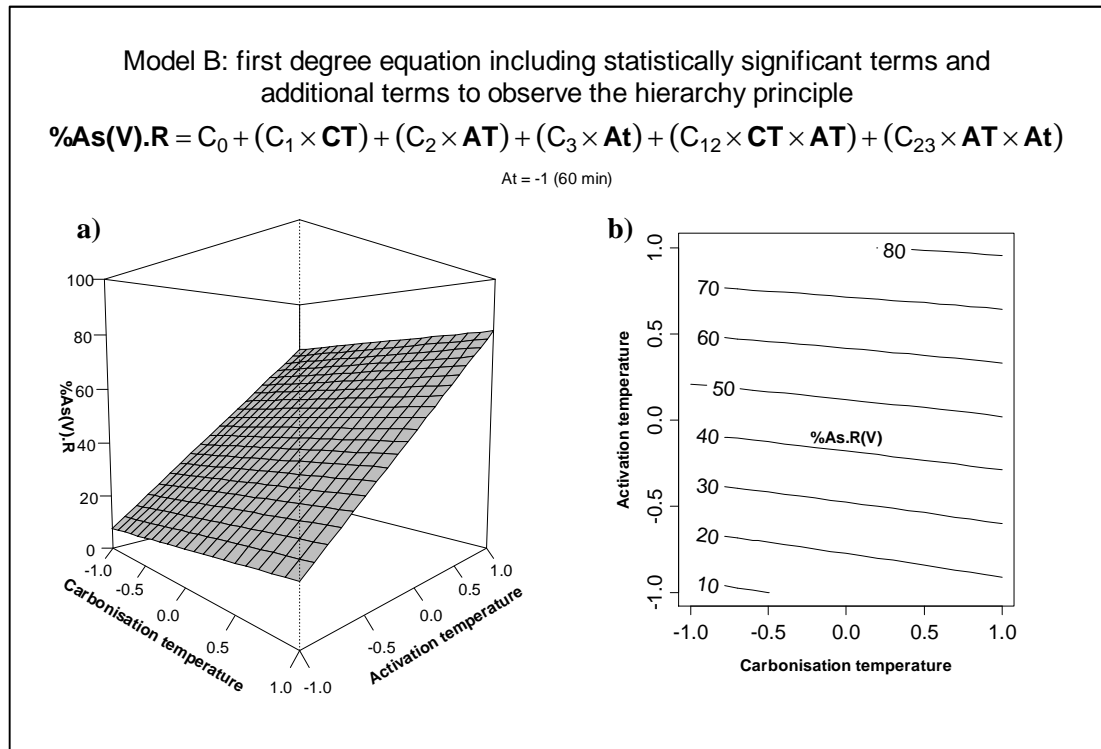 Model B: first degree equation including statistically significant terms and
additional terms to observe the hierarchy principle
%As(V).R = C₀ + (C₁ × CT) + (C₂ × AT) + (C₃ × At) + (C₁₂ × CT × AT) + (C₂₃ × AT × At)
At = -1 (60 min)
a)
100
80
60
40
20
0
%As(V).R
-1.0
-0.5
0.0
0.5
1.0
Carbonisation temperature
-1.0
-0.5
0.0
0.5
1.0
Activation temperature
b)
1.0
0.5
0.0
-0.5
-1.0
Activation temperature
80
70
60
50
40
30
20
10
%As.R(V)
-1.0 -0.5 0.0 0.5 1.0
Carbonisation temperature